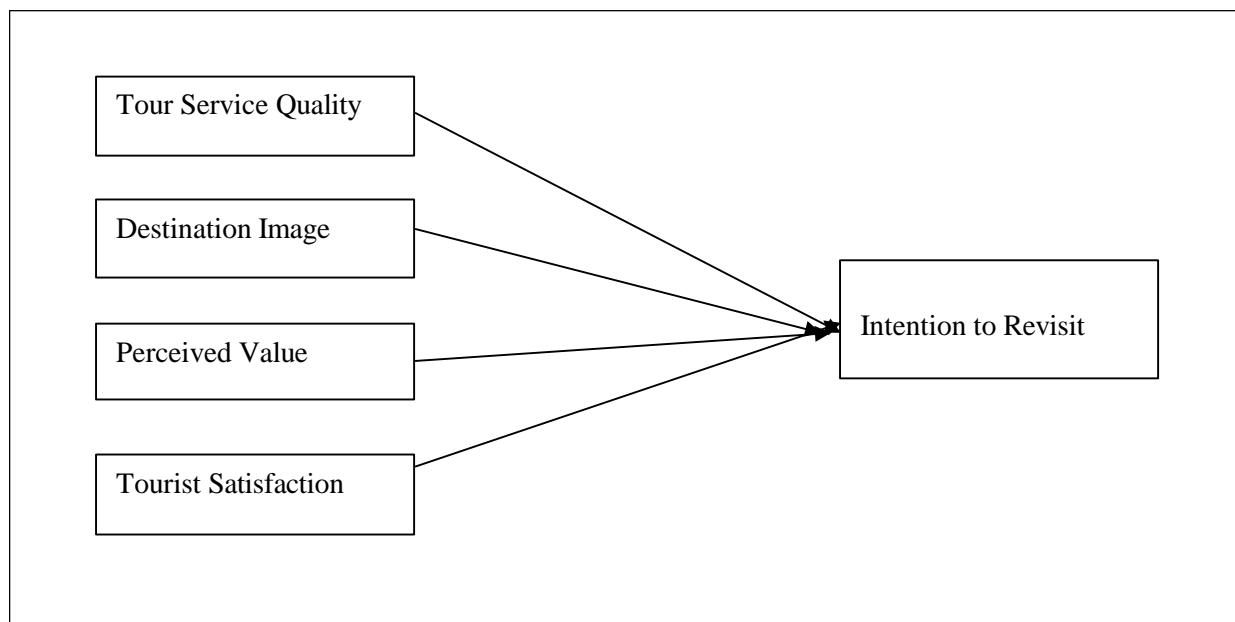 Tour Service Quality
Destination Image
Perceived Value
Tourist Satisfaction
Intention to Revisit